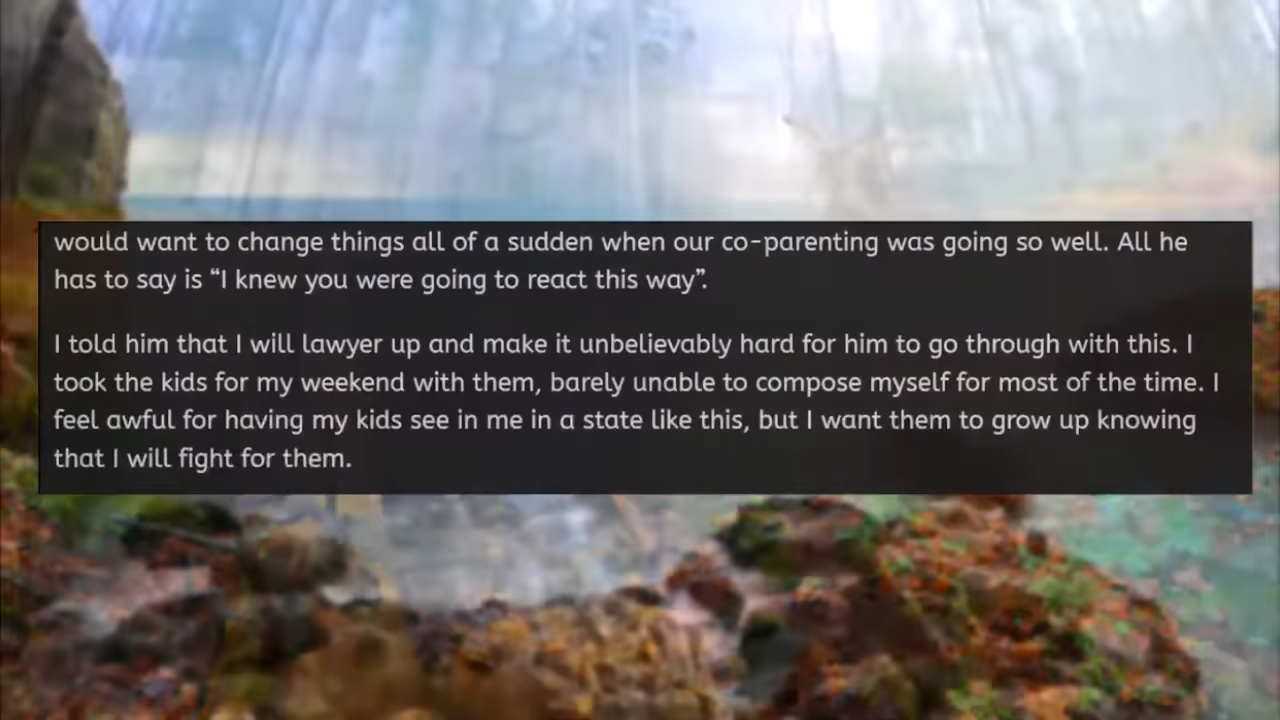 would want to change things all of a sudden when our co-parenting was going so well. All he
has to say is “I knew you were going to react this way”.
I told him that I will lawyer up and make it unbelievably hard for him to go through with this. I
took the kids for my weekend with them, barely unable to compose myself for most of the time. I
feel awful for having my kids see in me in a state like this, but I want them to grow up knowing
that I will fight for them.